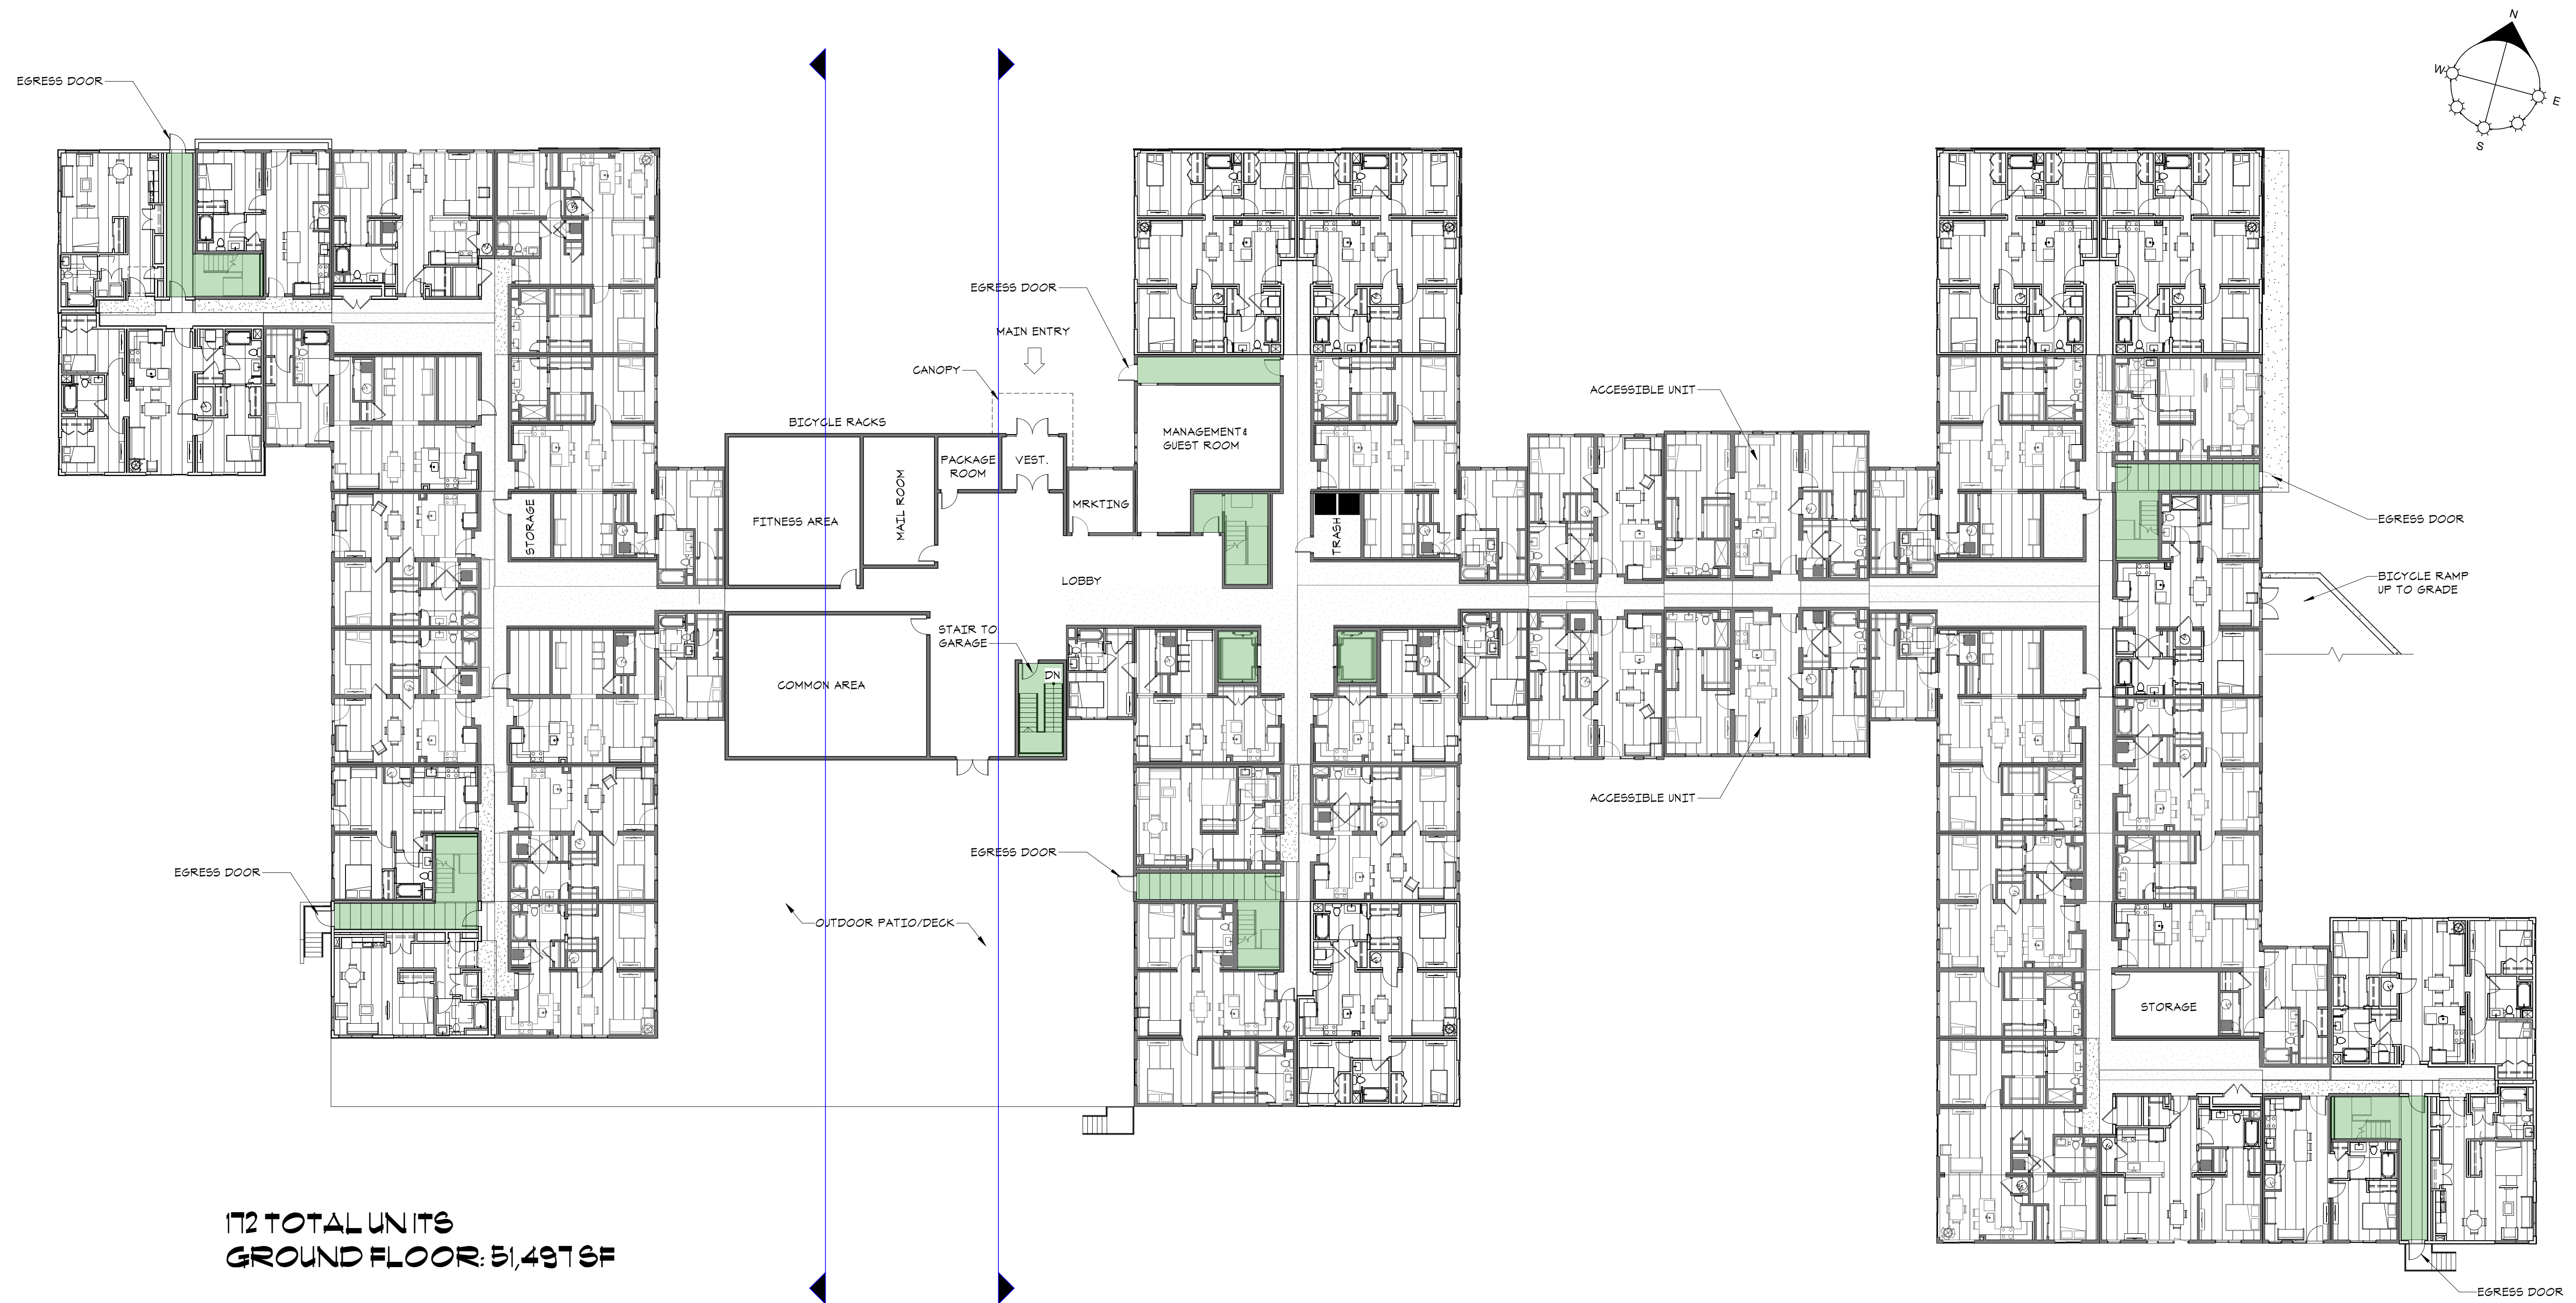 N
W
E
S
EGRESS DOOR
EGRESS DOOR
MAIN ENTRY
CANOPY
ACCESSIBLE UNIT
BICYCLE RACKS
MANAGEMENT &
GUEST ROOM
PACKAGE
ROOM
VEST.
MAIL ROOM
MRKTING
FITNESS AREA
STORAGE
TRASH
EGRESS DOOR
LOBBY
BICYCLE RAMP
UP TO GRADE
STAIR TO
GARAGE
DN
COMMON AREA
ACCESSIBLE UNIT
EGRESS DOOR
EGRESS DOOR
OUTDOOR PATIO/DECK
STORAGE
172 TOTAL UNITS
GROUND FLOOR: 51,497 SF
EGRESS DOOR